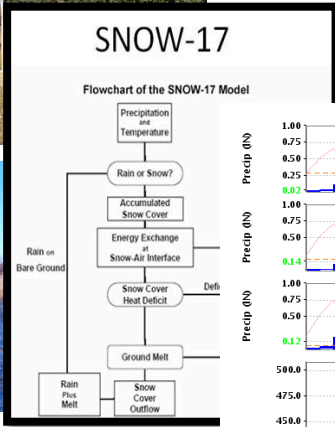 SNOW-17
Flowchart of the SNOW-17 Model
Precipitation
and
Temperature
Rain or Snow?
Accumulated
Snow Cover
Energy Exchange
at
Snow-Air Interface
Rain on
Bare Ground
Snow Cover
Heat Deficit
Defi
Ground Melt
Rain
Plus
Melt
Snow
Cover
Outflow
Precip (IN)
1.00
0.75
0.50
0.25
0.02
Precip (IN)
1.00
0.75
0.50
0.14
Precip (IN)
1.00
0.75
0.50
0.12
500.0
475.0
450.0